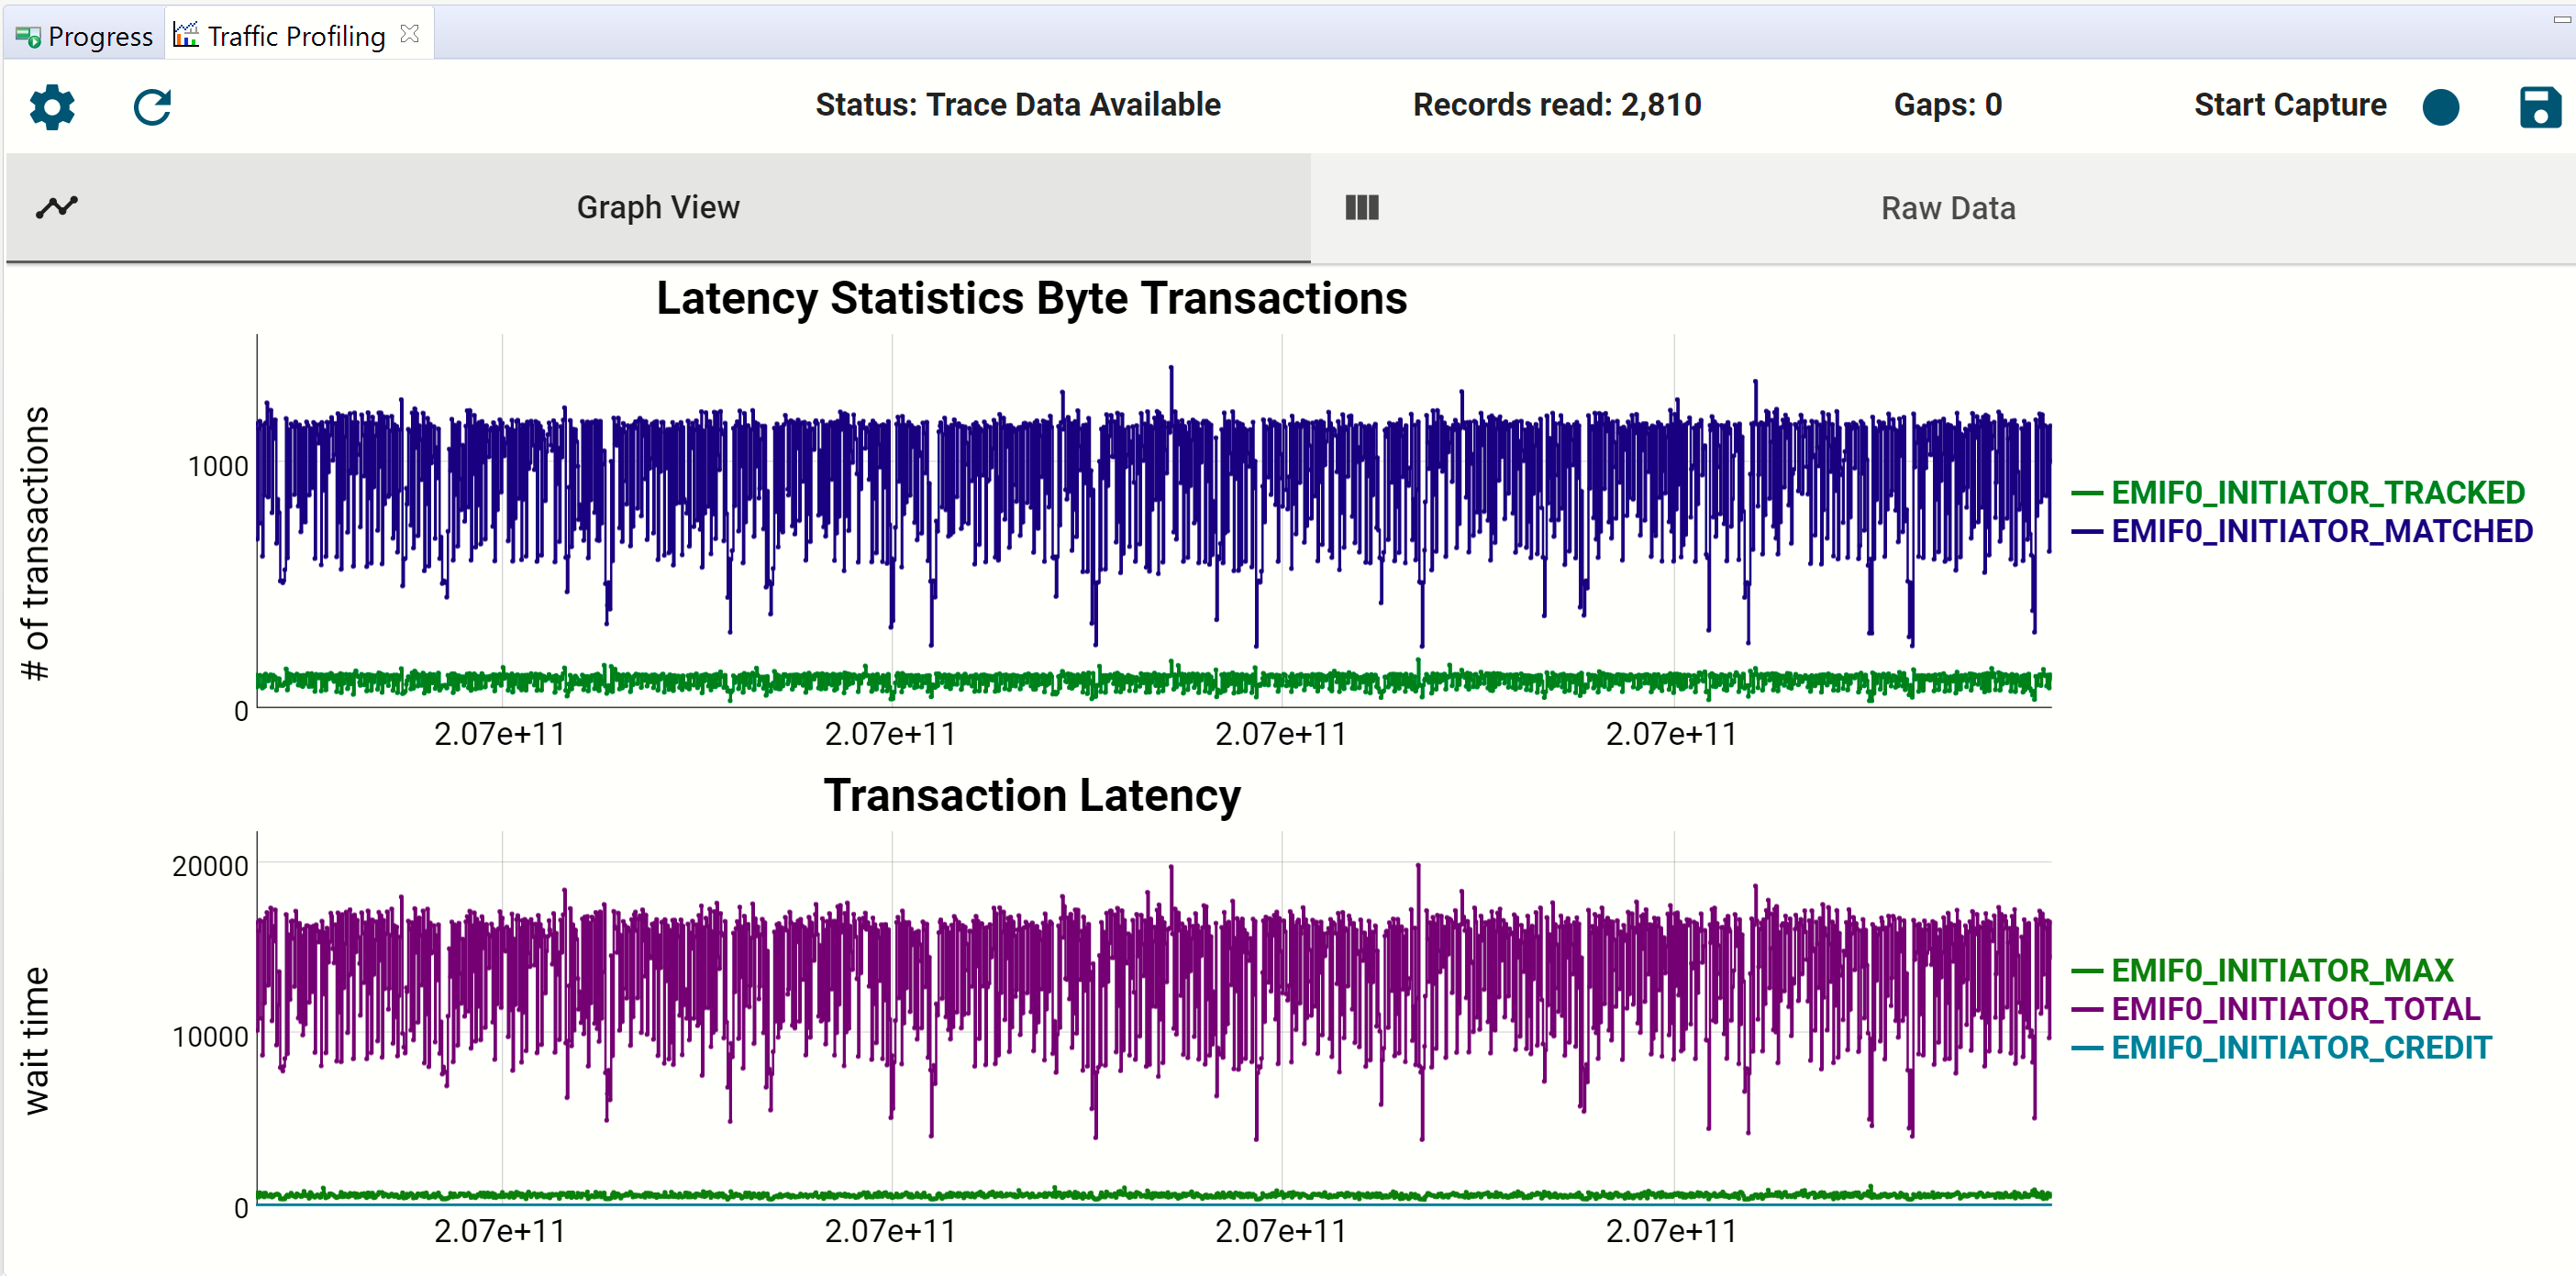 Progress Traffic Profiling
Status: Trace Data Available Records read: 2,810 Gaps: 0 Start Capture
Graph View Raw Data
Latency Statistics Byte Transactions
# of transactions
1000
0
2.07e+11 2.07e+11 2.07e+11 2.07e+11
EMIF0_INITIATOR_TRACKED
EMIF0_INITIATOR_MATCHED
Transaction Latency
wait time
20000
10000
0
2.07e+11 2.07e+11 2.07e+11 2.07e+11
EMIF0_INITIATOR_MAX
EMIF0_INITIATOR_TOTAL
EMIF0_INITIATOR_CREDIT